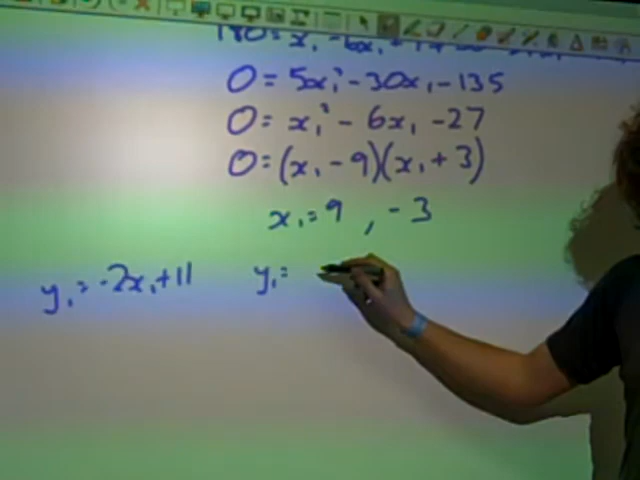 0 = 5x₁² - 30x₁ - 135
0 = x₁² - 6x₁ - 27
0 = (x₁ - 9)(x₁ + 3)
x₁ = 9 , - 3
y₁ = -2x₁ + 11 y₁ =